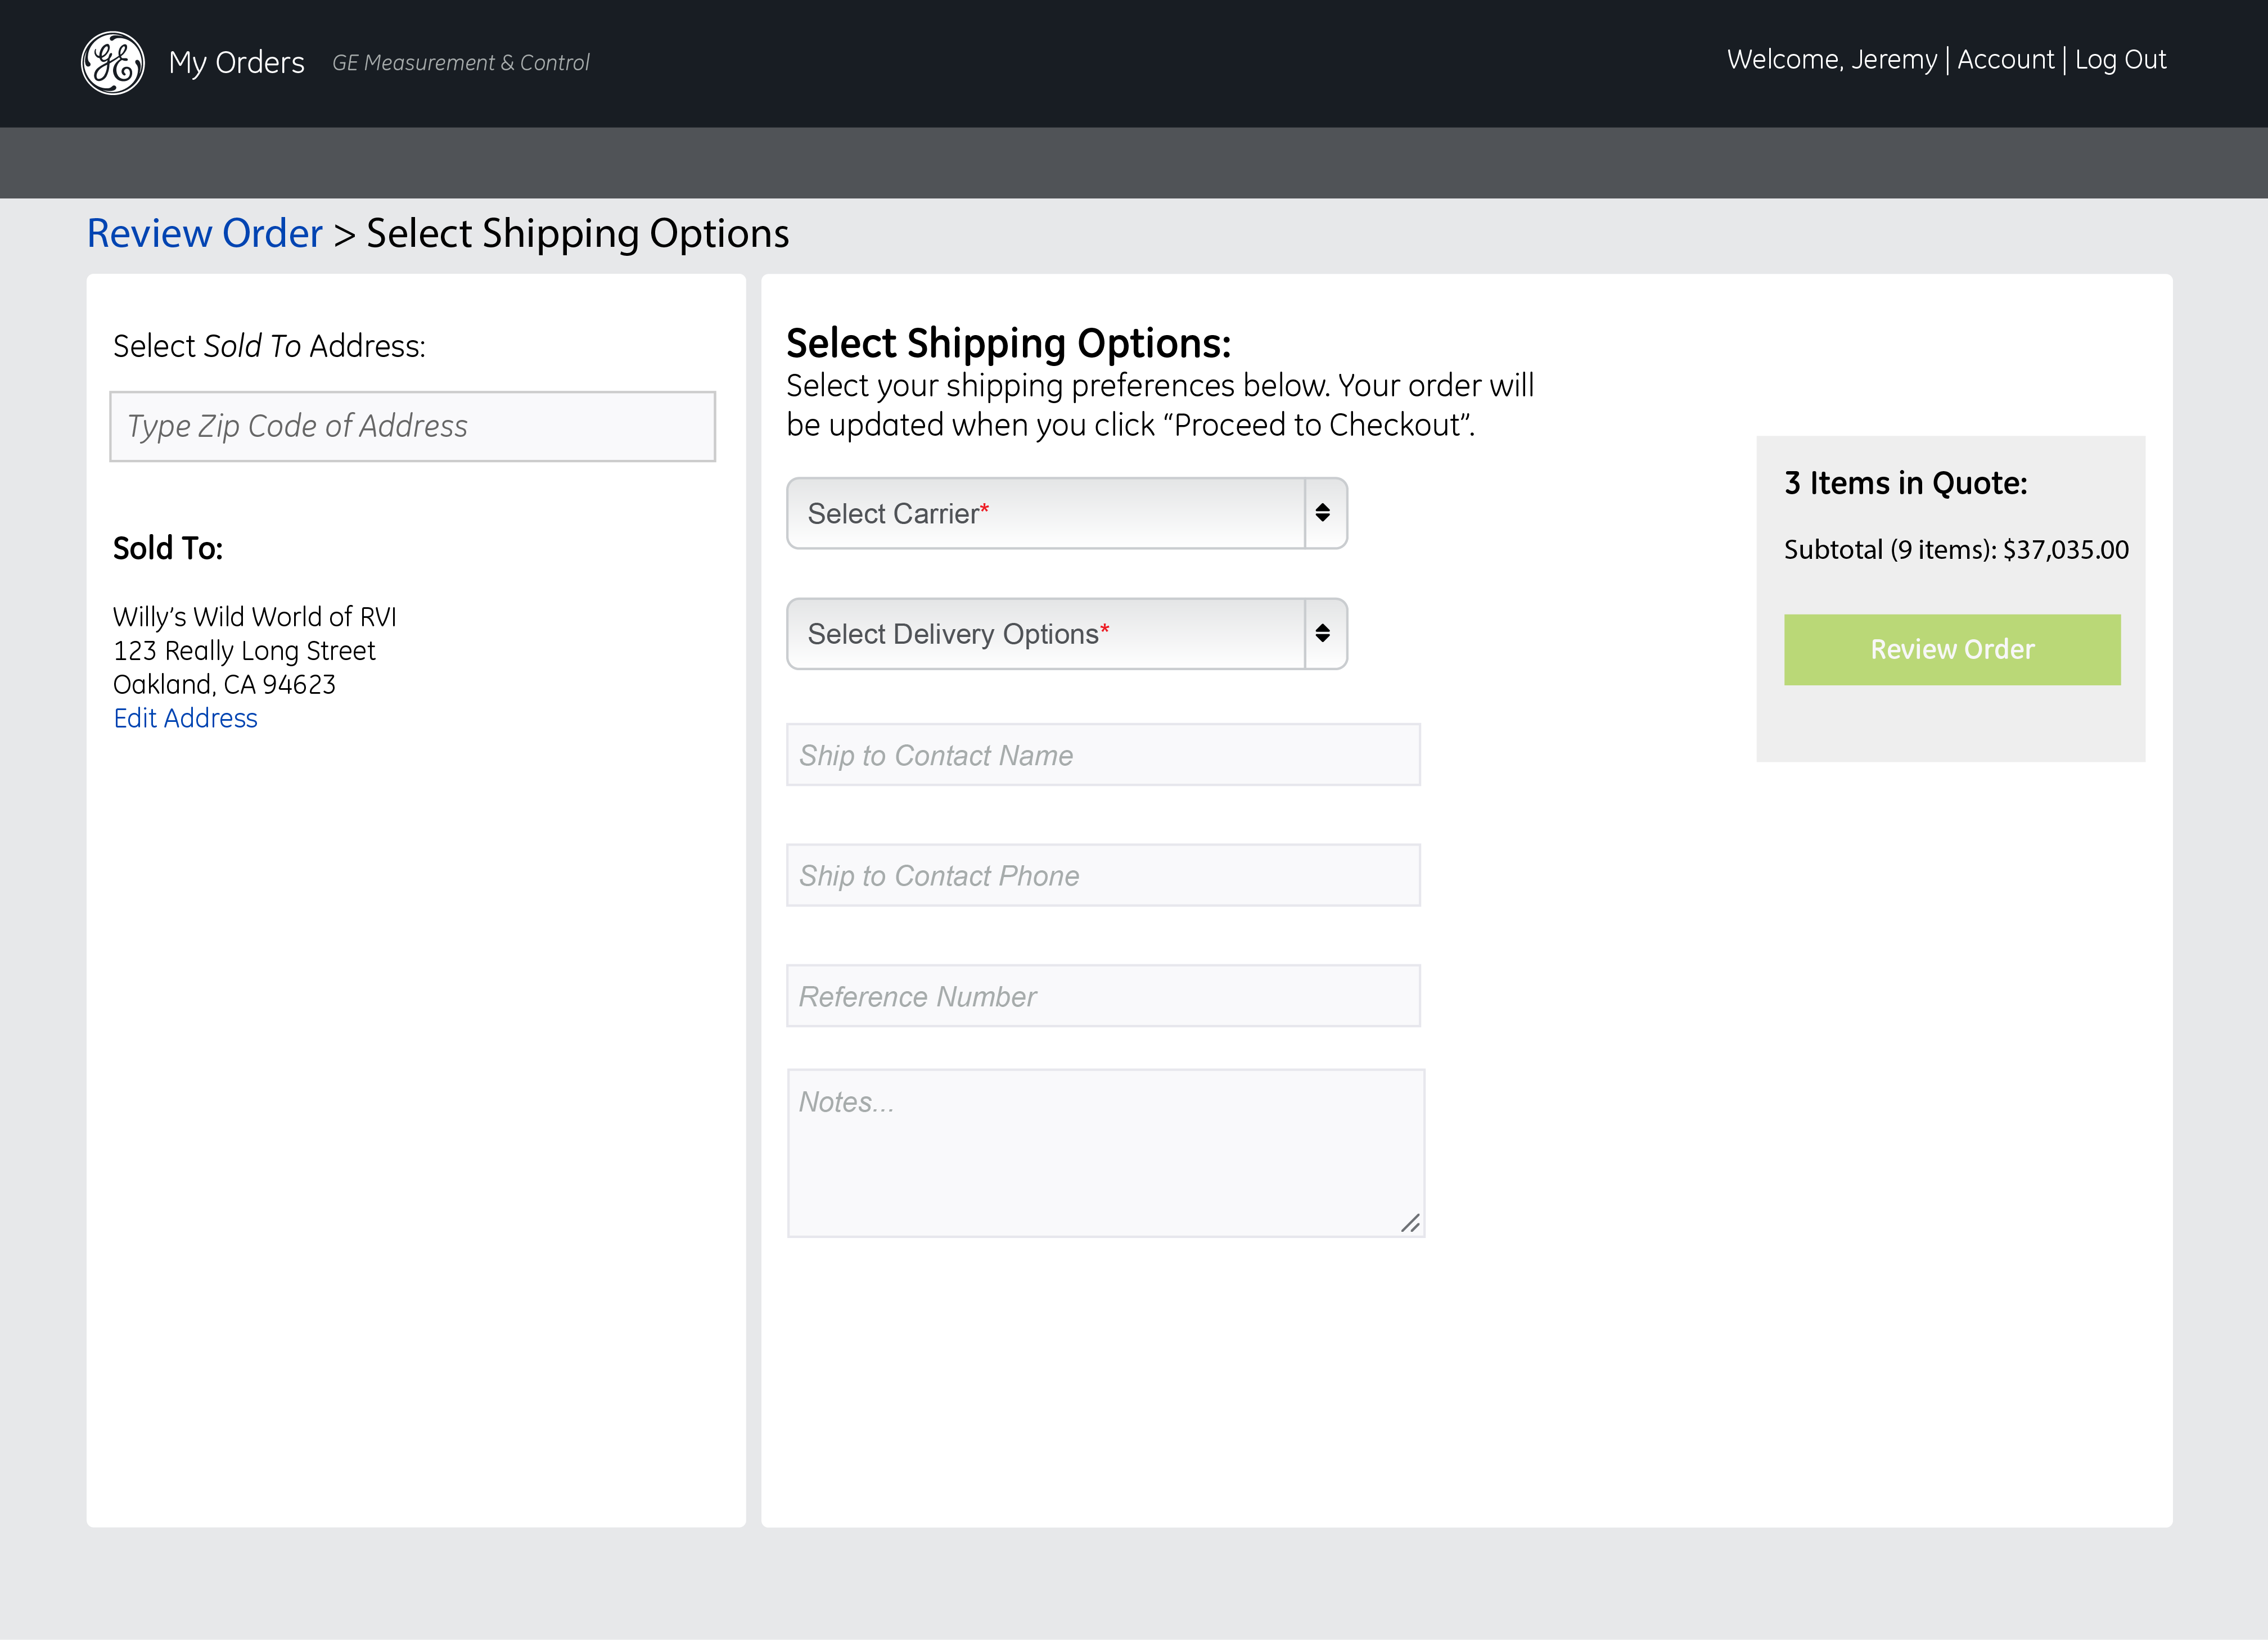 GE My Orders GE Measurement & Control
Welcome, Jeremy | Account | Log Out
Review Order > Select Shipping Options
Select Sold To Address:
Type Zip Code of Address
Sold To:
Willy’s Wild World of RVI
123 Really Long Street
Oakland, CA 94623
Edit Address
Select Shipping Options:
Select your shipping preferences below. Your order will
be updated when you click “Proceed to Checkout”.
Select Carrier*
Select Delivery Options*
Ship to Contact Name
Ship to Contact Phone
Reference Number
Notes...
3 Items in Quote:
Subtotal (9 items): $37,035.00
Review Order